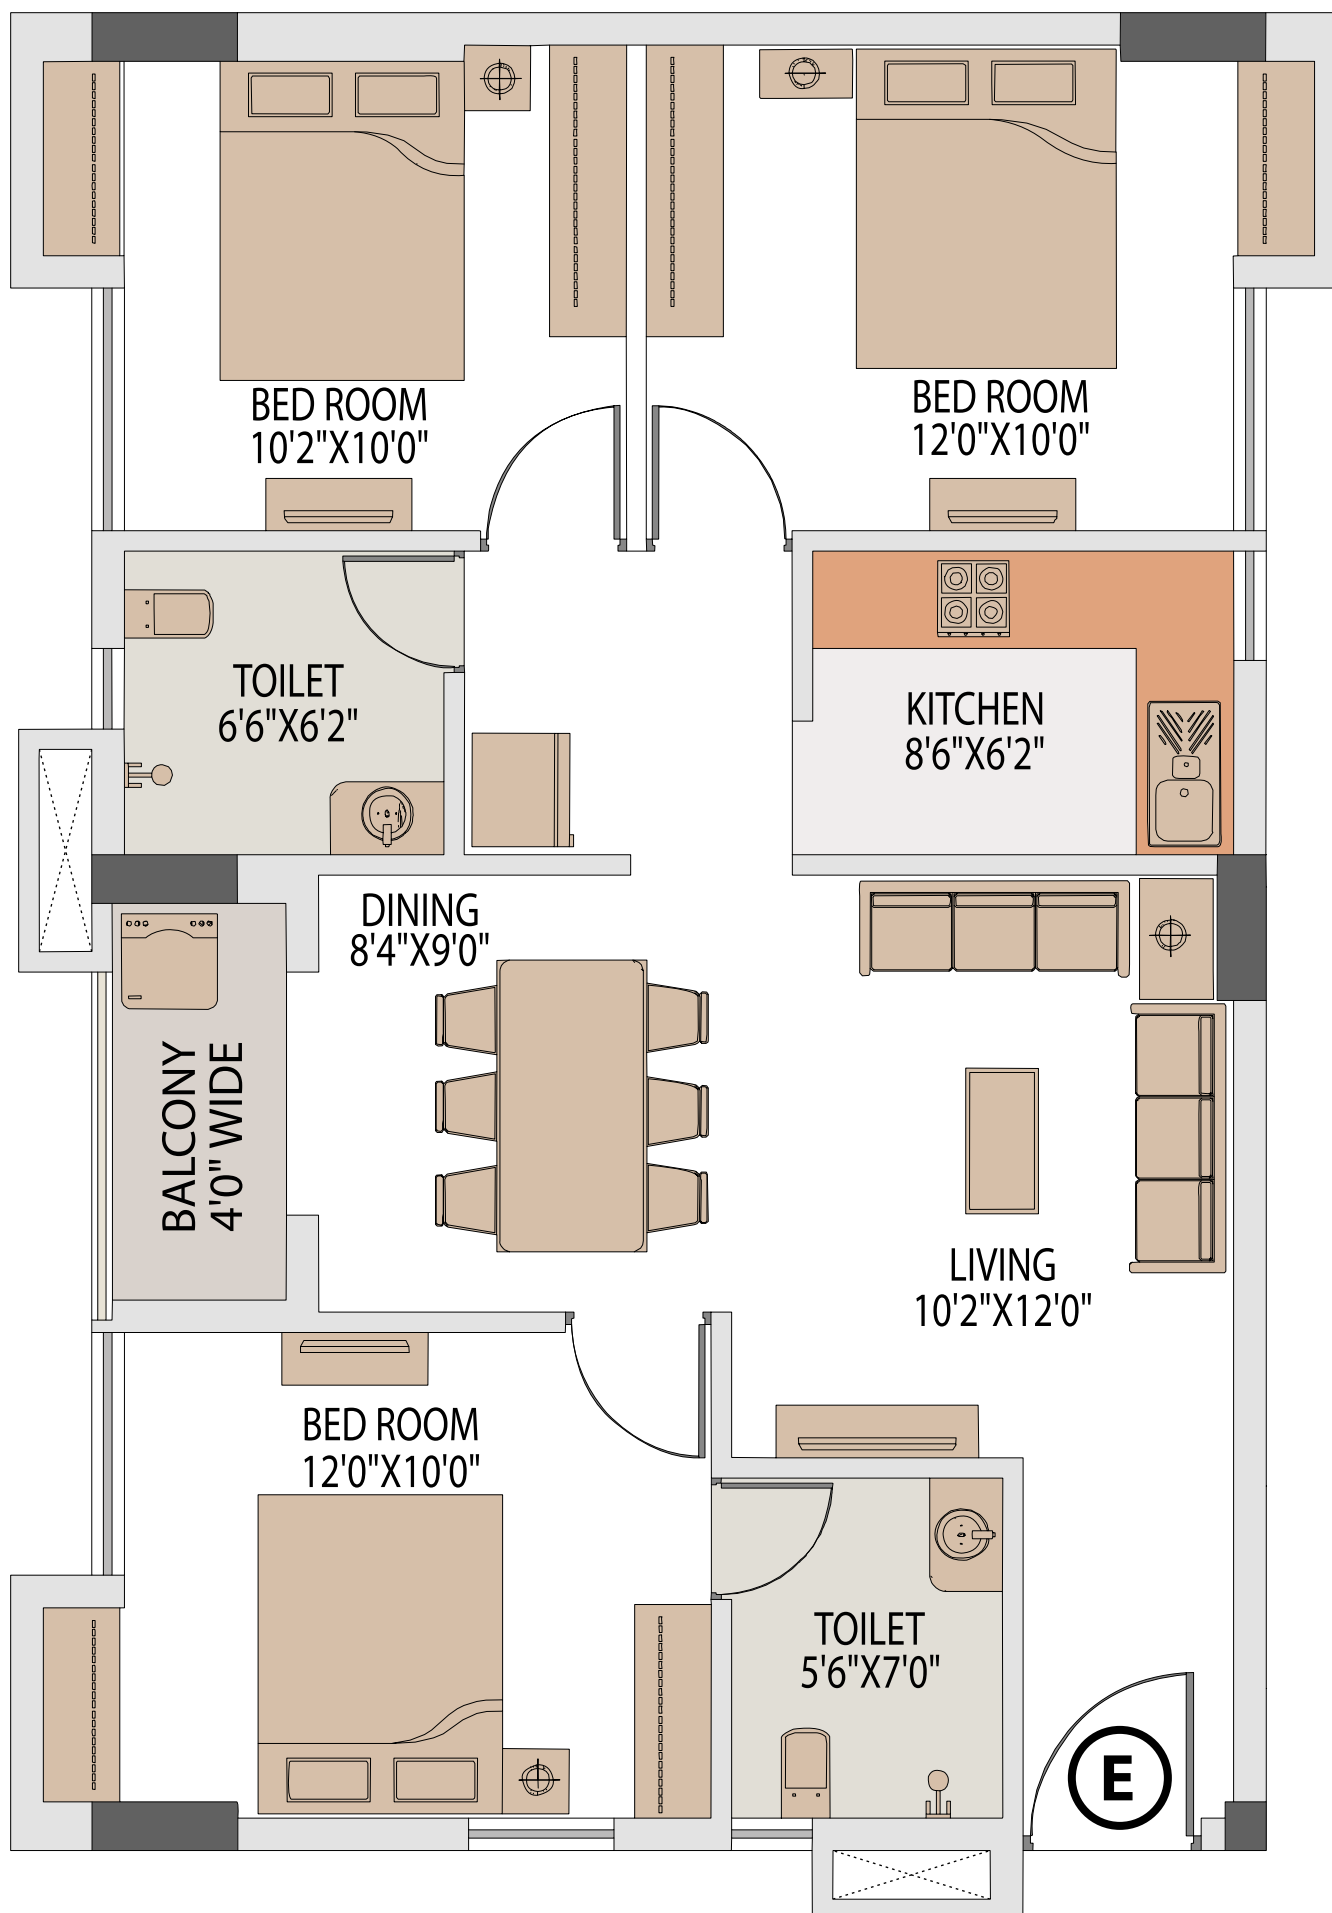 BED ROOM
10'2"X10'0"
BED ROOM
12'0"X10'0"
TOILET
6'6"X6'2"
KITCHEN
8'6"X6'2"
DINING
8'4"X9'0"
BALCONY
4'0" WIDE
LIVING
10'2"X12'0"
BED ROOM
12'0"X10'0"
TOILET
5'6"X7'0"
E